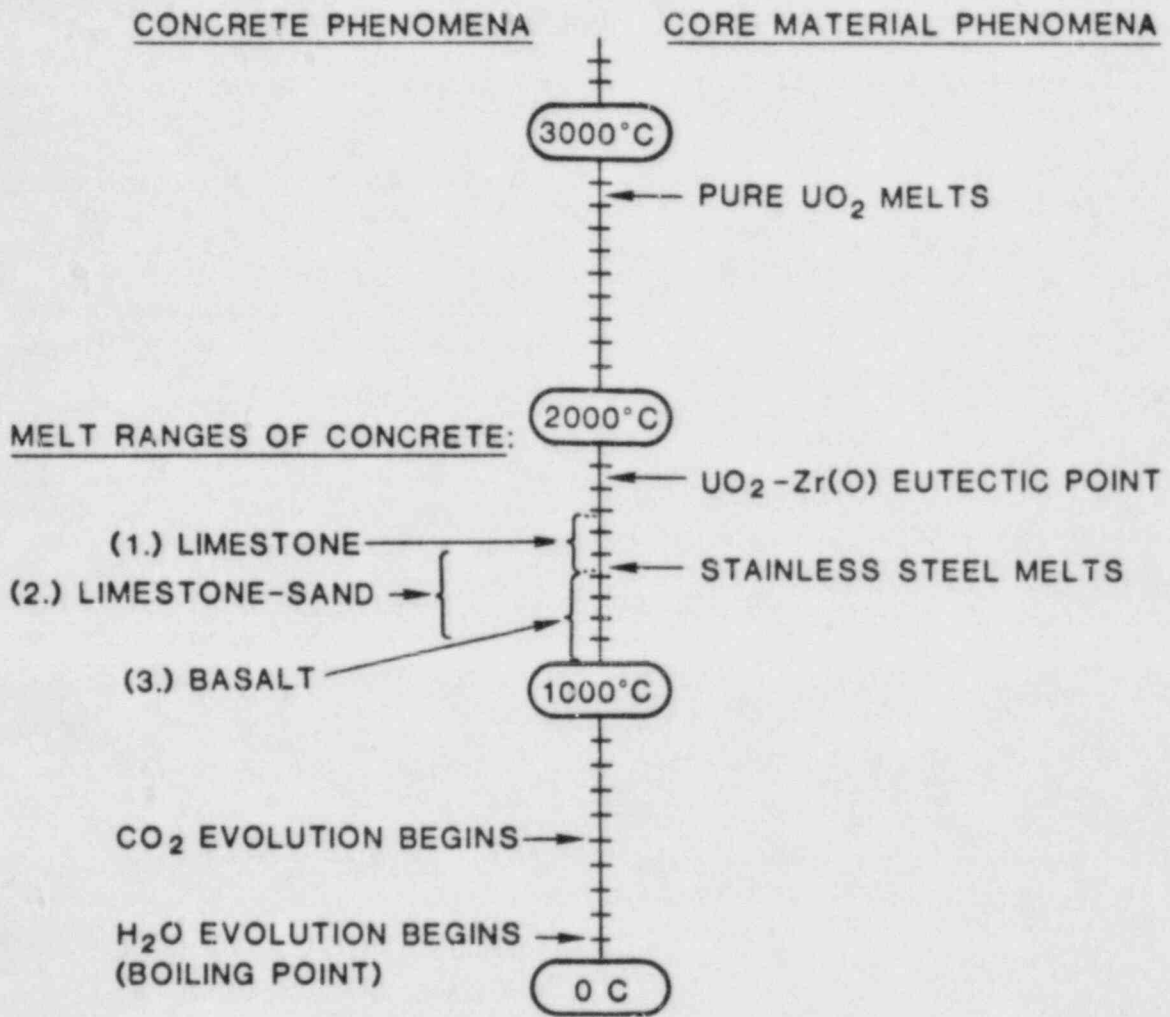 CONCRETE PHENOMENA
CORE MATERIAL PHENOMENA
3000°C
PURE UO₂ MELTS
2000°C
MELT RANGES OF CONCRETE:
UO₂-Zr(O) EUTECTIC POINT
(1.) LIMESTONE
STAINLESS STEEL MELTS
(2.) LIMESTONE-SAND
(3.) BASALT
1000°C
CO₂ EVOLUTION BEGINS
H₂O EVOLUTION BEGINS
(BOILING POINT)
0 C